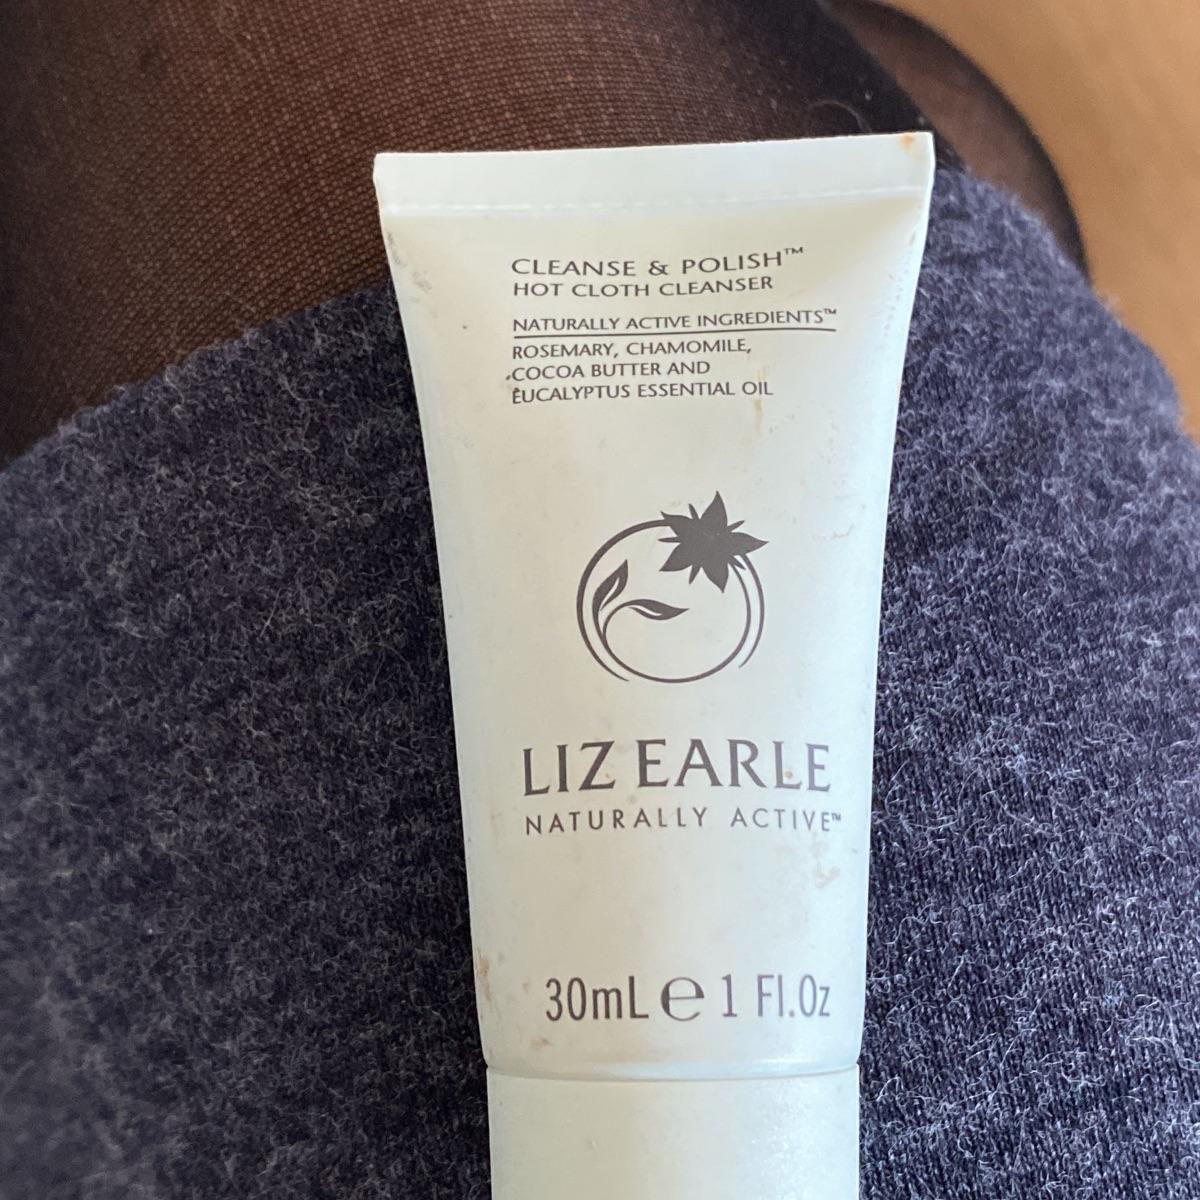 CLEANSE & POLISH™
HOT CLOTH CLEANSER
NATURALLY ACTIVE INGREDIENTS™
ROSEMARY, CHAMOMILE,
COCOA BUTTER AND
EUCALYPTUS ESSENTIAL OIL
LIZ EARLE
NATURALLY ACTIVE™
30mL ℮ 1 Fl.Oz